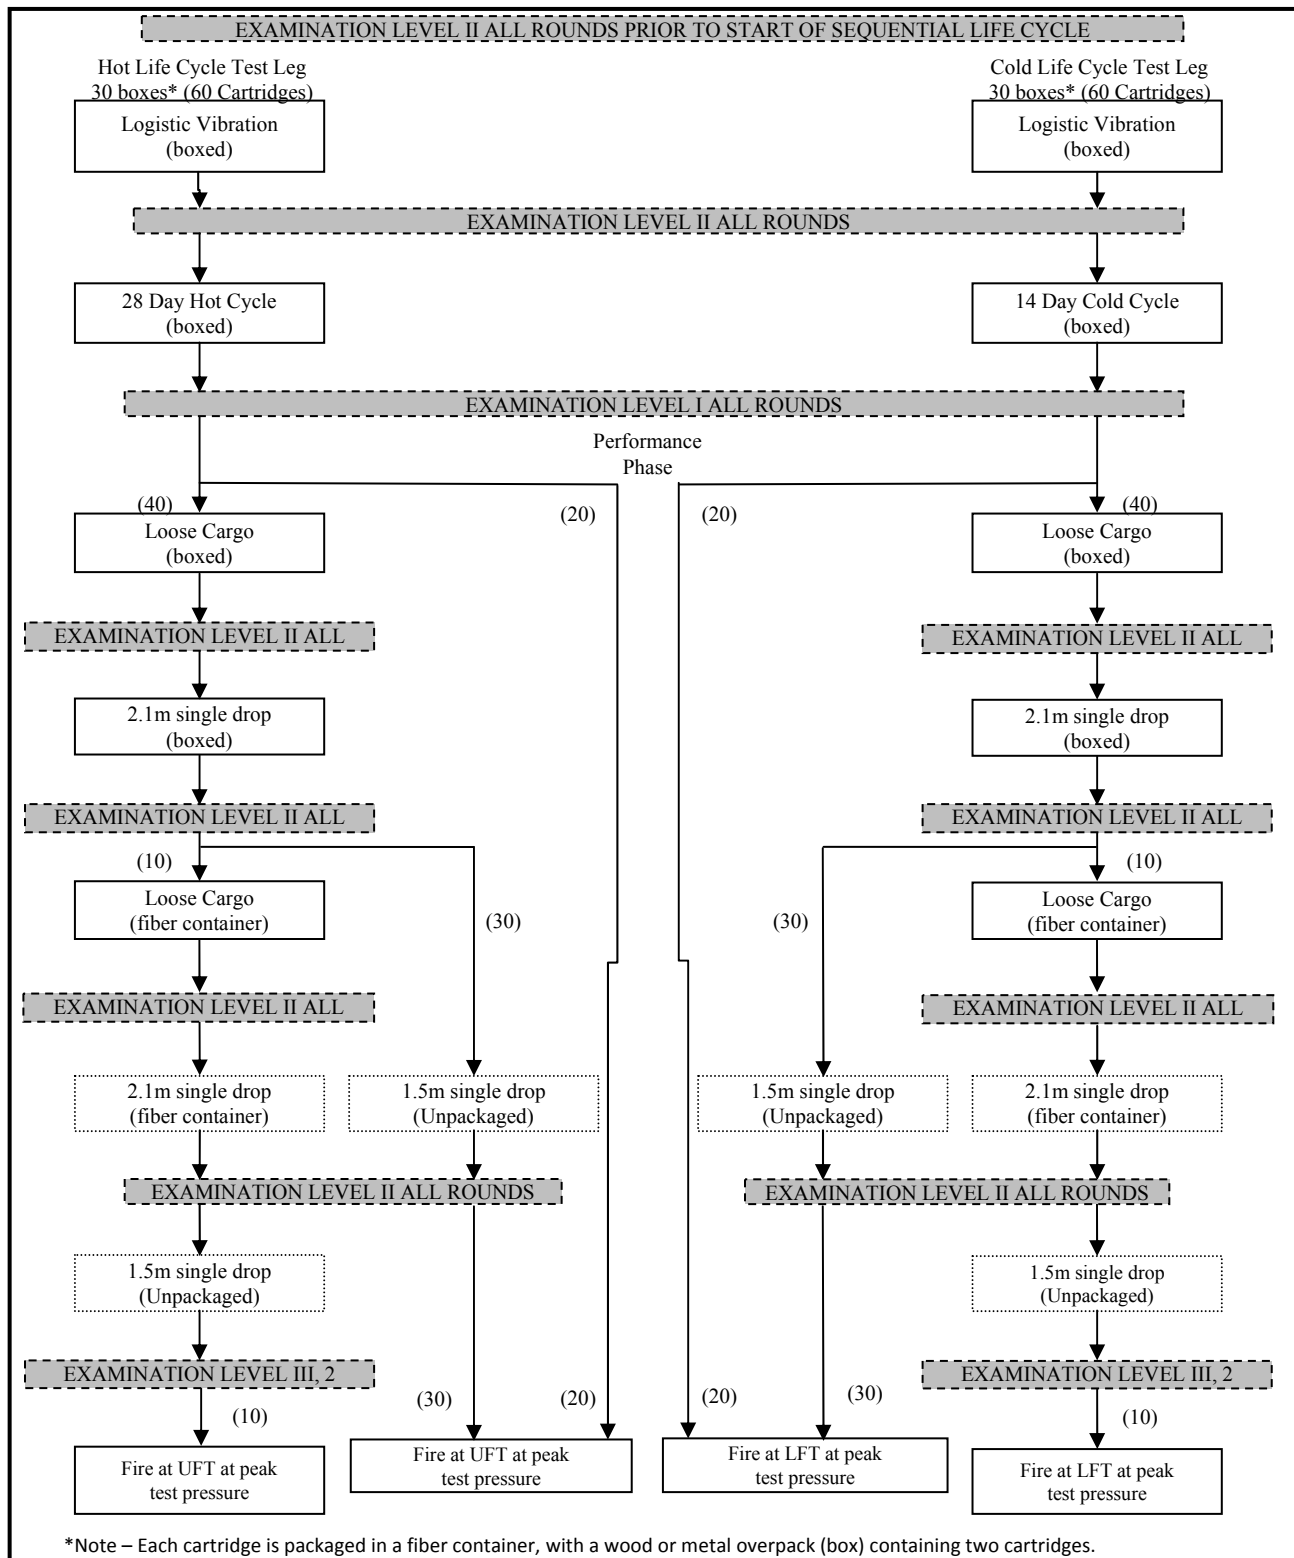 EXAMINATION LEVEL II ALL ROUNDS PRIOR TO START OF SEQUENTIAL LIFE CYCLE
Hot Life Cycle Test Leg
30 boxes* (60 Cartridges)
Cold Life Cycle Test Leg
30 boxes* (60 Cartridges)
Logistic Vibration
(boxed)
Logistic Vibration
(boxed)
EXAMINATION LEVEL II ALL ROUNDS
28 Day Hot Cycle
(boxed)
14 Day Cold Cycle
(boxed)
EXAMINATION LEVEL I ALL ROUNDS
Performance
Phase
(40)
(20)
(20)
(40)
Loose Cargo
(boxed)
Loose Cargo
(boxed)
EXAMINATION LEVEL II ALL
EXAMINATION LEVEL II ALL
2.1m single drop
(boxed)
2.1m single drop
(boxed)
EXAMINATION LEVEL II ALL
EXAMINATION LEVEL II ALL
(10)
(10)
Loose Cargo
(fiber container)
(30)
(30)
Loose Cargo
(fiber container)
EXAMINATION LEVEL II ALL
EXAMINATION LEVEL II ALL
2.1m single drop
(fiber container)
1.5m single drop
(Unpackaged)
1.5m single drop
(Unpackaged)
2.1m single drop
(fiber container)
EXAMINATION LEVEL II ALL ROUNDS
EXAMINATION LEVEL II ALL ROUNDS
1.5m single drop
(Unpackaged)
1.5m single drop
(Unpackaged)
EXAMINATION LEVEL III, 2
EXAMINATION LEVEL III, 2
(10)
(30)
(20)
(20)
(30)
(10)
Fire at UFT at peak
test pressure
Fire at UFT at peak
test pressure
Fire at LFT at peak
test pressure
Fire at LFT at peak
test pressure
*Note – Each cartridge is packaged in a fiber container, with a wood or metal overpack (box) containing two cartridges.